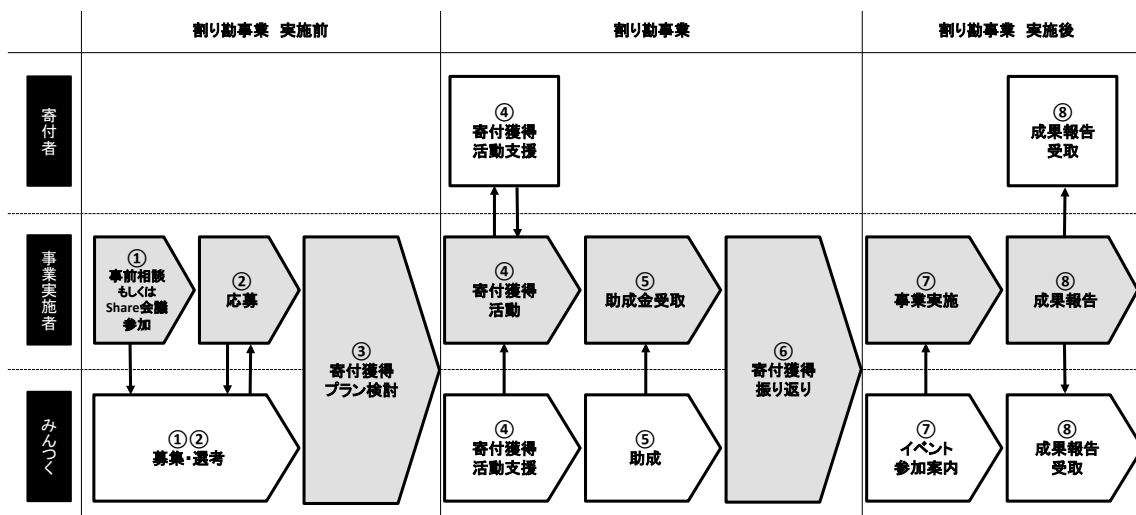 割り勘事業 実施前
割り勘事業
割り勘事業 実施後
寄付者
④
寄付獲得
活動支援
⑧
成果報告
受取
事業実施者
①
事前相談
もしくは
Share会議
参加
②
応募
③
寄付獲得
プラン検討
④
寄付獲得
活動
⑤
助成金受取
⑥
寄付獲得
振り返り
⑦
事業実施
⑧
成果報告
みんつく
①②
募集・選考
④
寄付獲得
活動支援
⑤
助成
⑦
イベント
参加案内
⑧
成果報告
受取